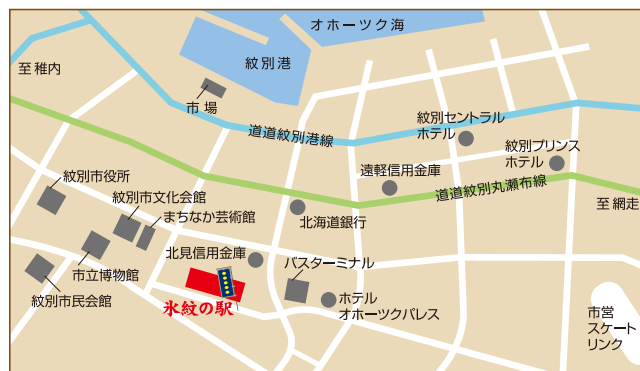 オホーツク海
紋別港
至稚内
市場
道道紋別港線
紋別セントラル
ホテル
紋別プリンス
ホテル
遠軽信用金庫
道道紋別丸瀬布線
至網走
紋別市役所
紋別市文化会館
まちなか芸術館
北海道銀行
北見信用金庫
バスターミナル
市立博物館
紋別市民会館
氷紋の駅
ホテル
オホーツクパレス
市営
スケート
リンク